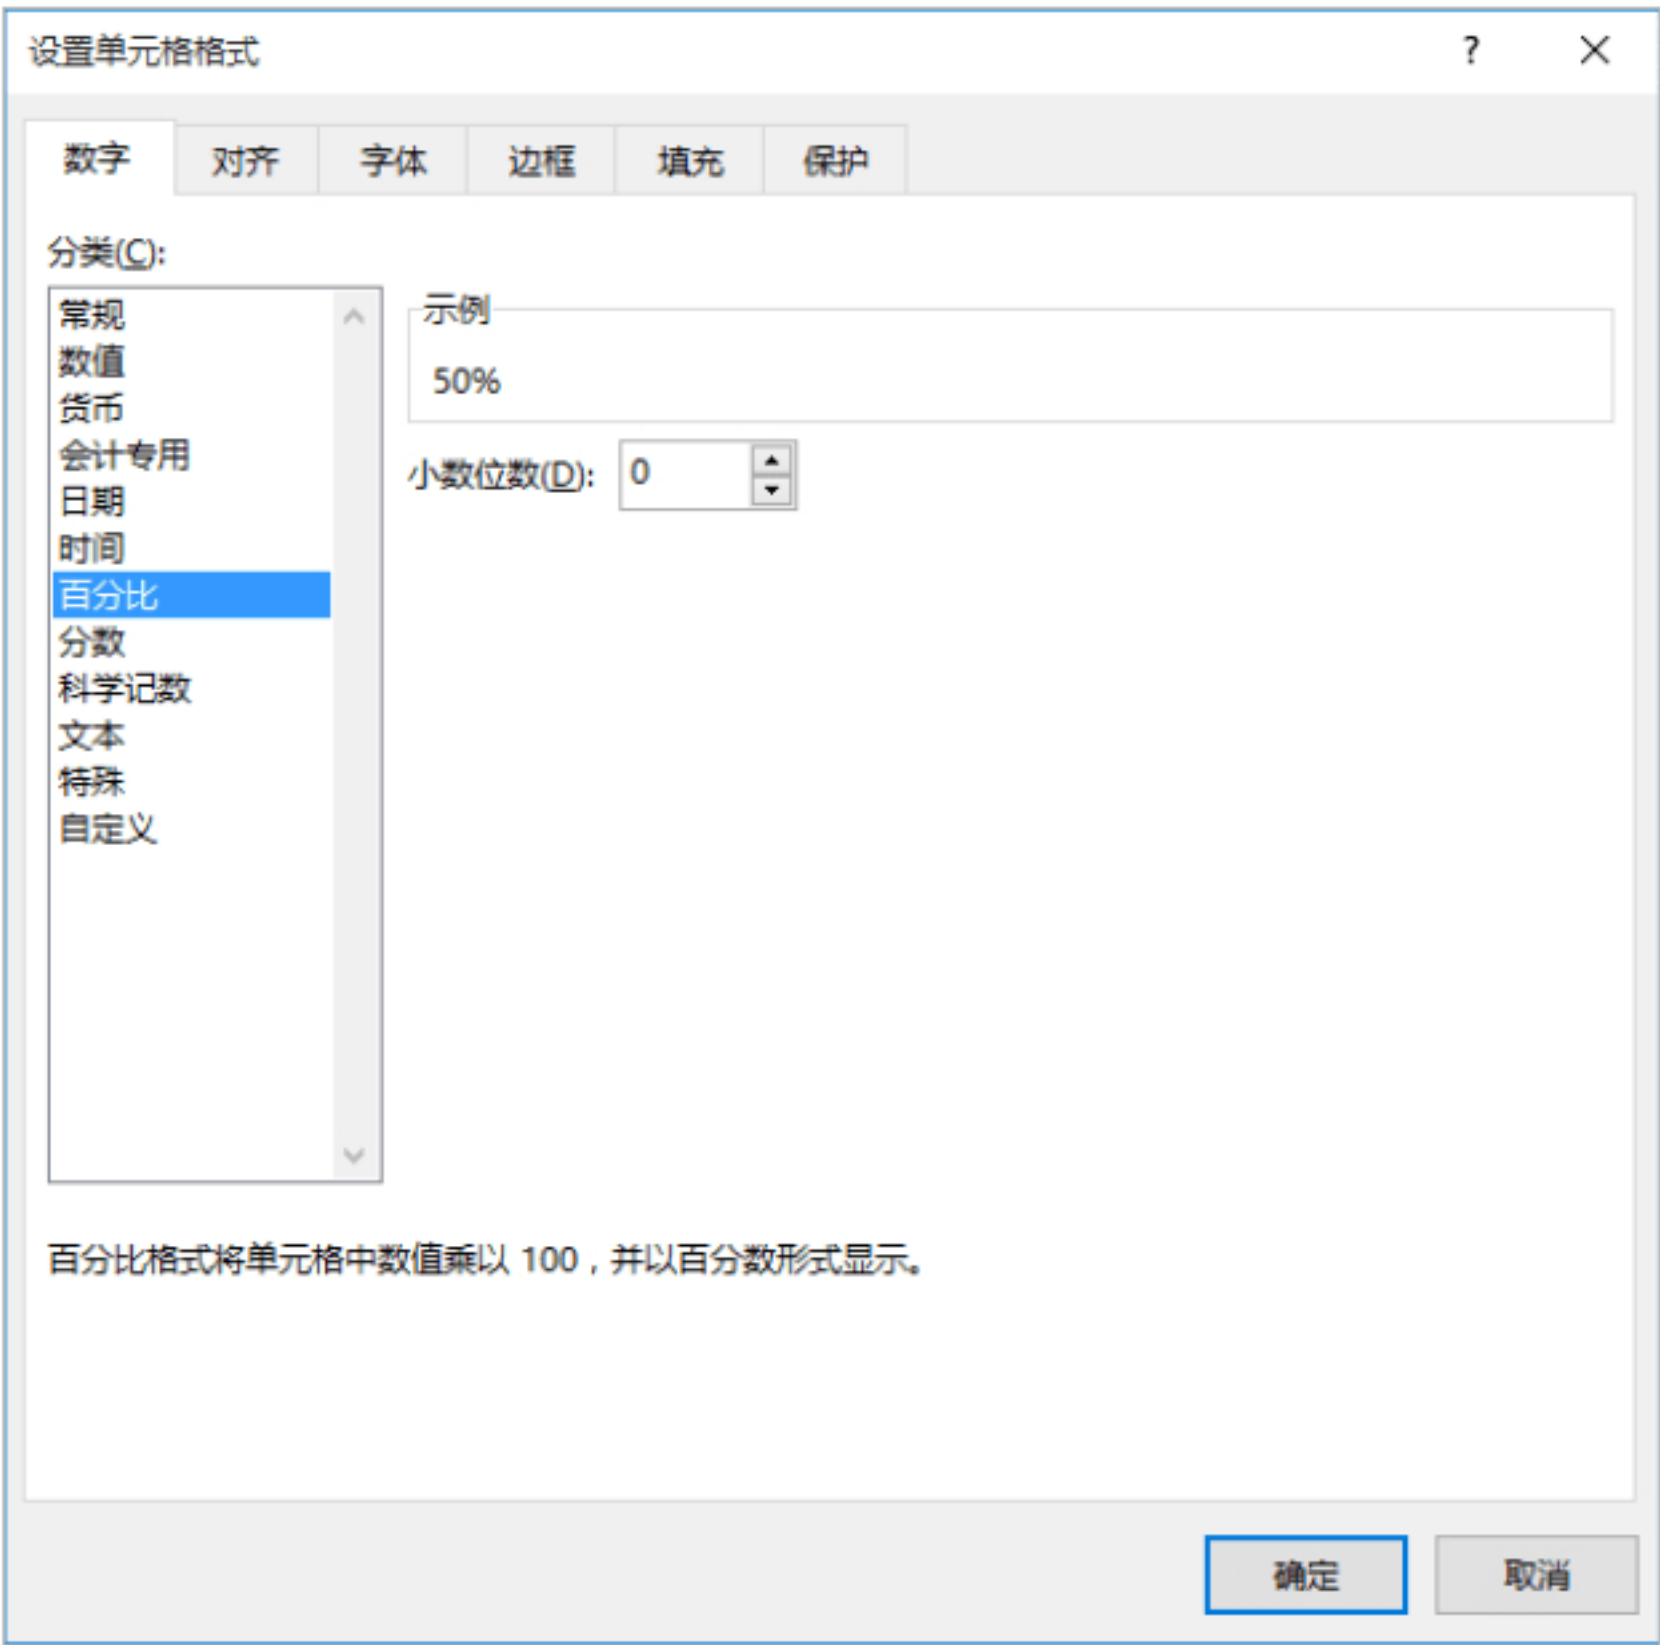 设置单元格格式
?
数字 对齐 字体 边框 填充 保护
分类(C):
常规
数值
货币
会计专用
日期
时间
百分比
分数
科学记数
文本
特殊
自定义
示例
50%
小数位数(D): 0
百分比格式将单元格中数值乘以 100，并以百分数形式显示。
确定 取消